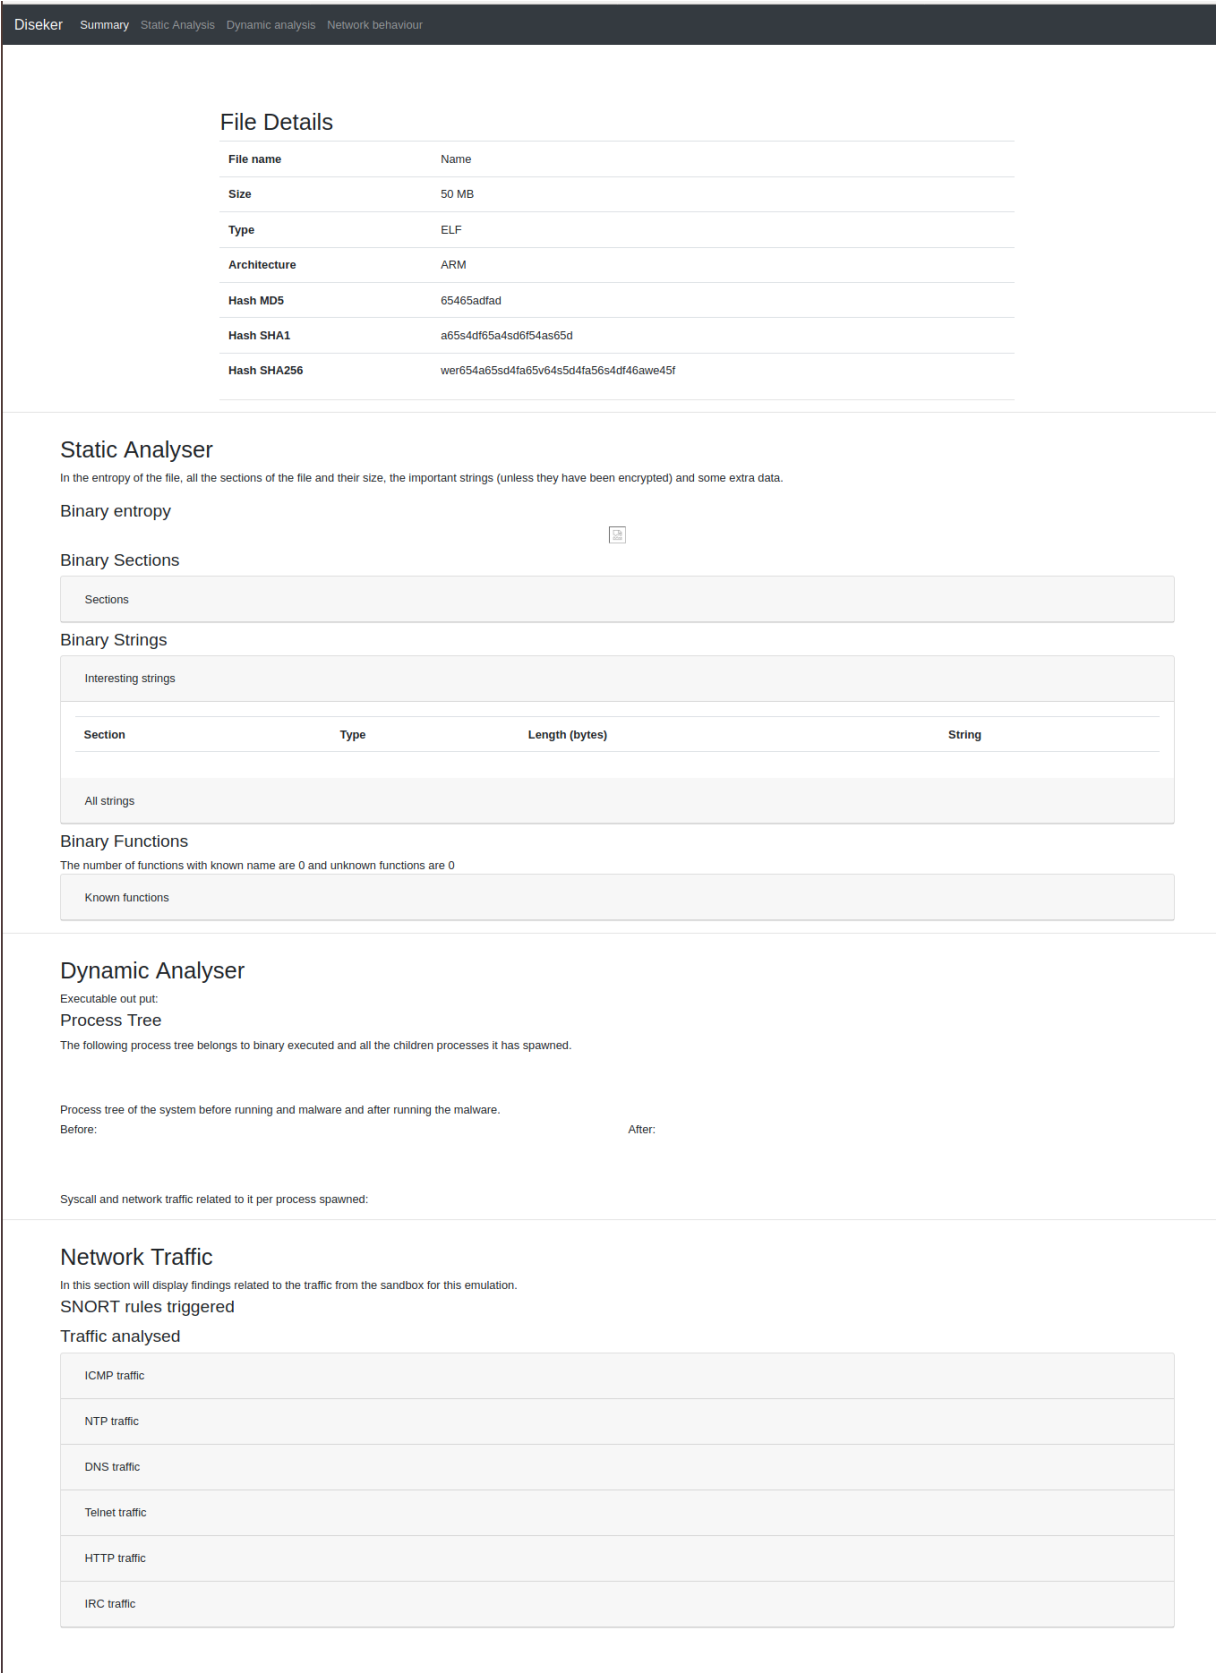 Diseker Summary Static Analysis Dynamic analysis Network behaviour
File Details
File name Name
Size 50 MB
Type ELF
Architecture ARM
Hash MD5 65465adfad
Hash SHA1 a65s4df65a4sd6f54as65d
Hash SHA256 wer654a65sd4fa65v64s5d4fa56s4df46awe45f
Static Analyser
In the entropy of the file, all the sections of the file and their size, the important strings (unless they have been encrypted) and some extra data.
Binary entropy
Binary Sections
Sections
Binary Strings
Interesting strings
Section Type Length (bytes) String
All strings
Binary Functions
The number of functions with known name are 0 and unknown functions are 0
Known functions
Dynamic Analyser
Executable out put:
Process Tree
The following process tree belongs to binary executed and all the children processes it has spawned.
Process tree of the system before running and malware and after running the malware.
Before: After:
Syscall and network traffic related to it per process spawned:
Network Traffic
In this section will display findings related to the traffic from the sandbox for this emulation.
SNORT rules triggered
Traffic analysed
ICMP traffic
NTP traffic
DNS traffic
Telnet traffic
HTTP traffic
IRC traffic